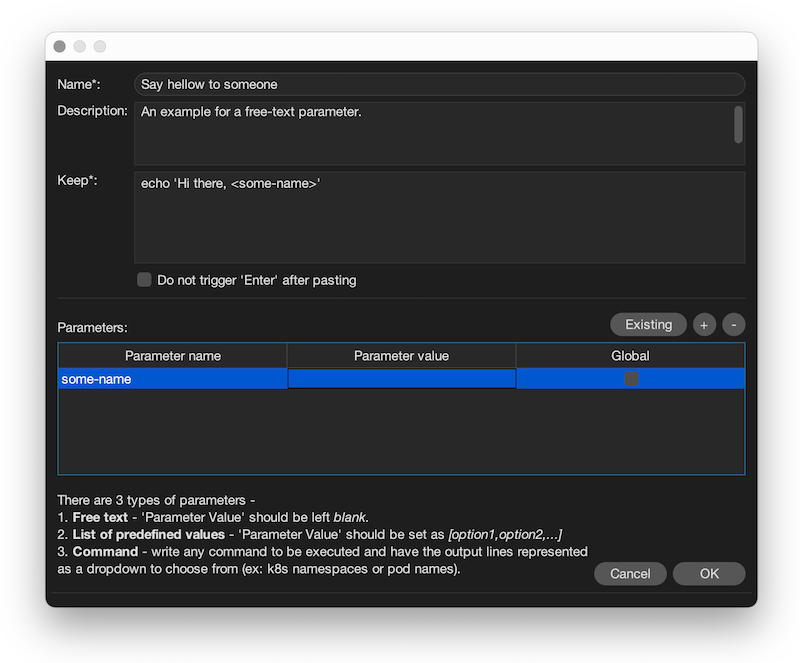 Name*: Say hellow to someone
Description: An example for a free-text parameter.
Keep*: echo 'Hi there, <some-name>'
Do not trigger 'Enter' after pasting
Parameters: Existing + -
Parameter name Parameter value Global
some-name
There are 3 types of parameters -
1. Free text - 'Parameter Value' should be left blank.
2. List of predefined values - 'Parameter Value' should be set as [option1,option2,...]
3. Command - write any command to be executed and have the output lines represented
as a dropdown to choose from (ex: k8s namespaces or pod names).
Cancel OK